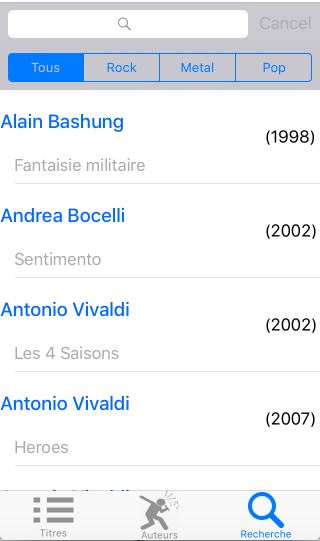 Cancel
Tous Rock Metal Pop
Alain Bashung
(1998)
Fantaisie militaire
Andrea Bocelli
(2002)
Sentimento
Antonio Vivaldi
(2002)
Les 4 Saisons
Antonio Vivaldi
(2007)
Heroes
Titres Auteurs Recherche